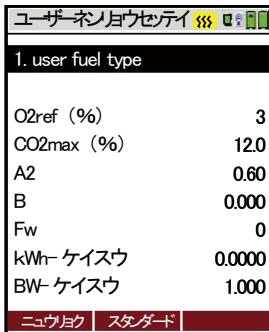 ユーザーネンリョウセッテイ
1. user fuel type
O2ref (%) 3
CO2max (%) 12.0
A2 0.60
B 0.000
Fw 0
kWh-ケイスウ 0.0000
BW-ケイスウ 1.000
ニュウリョク スタンダード